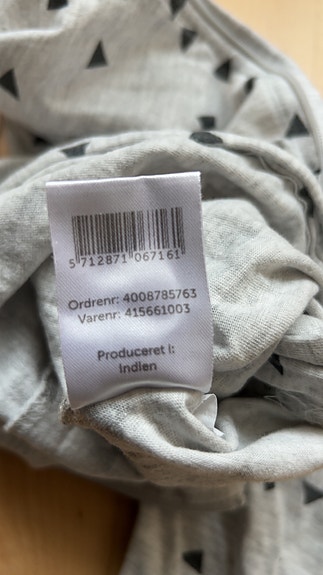 5 712871 067161
Ordrenr: 4008785763
Varenr: 415661003
Produceret I:
Indien